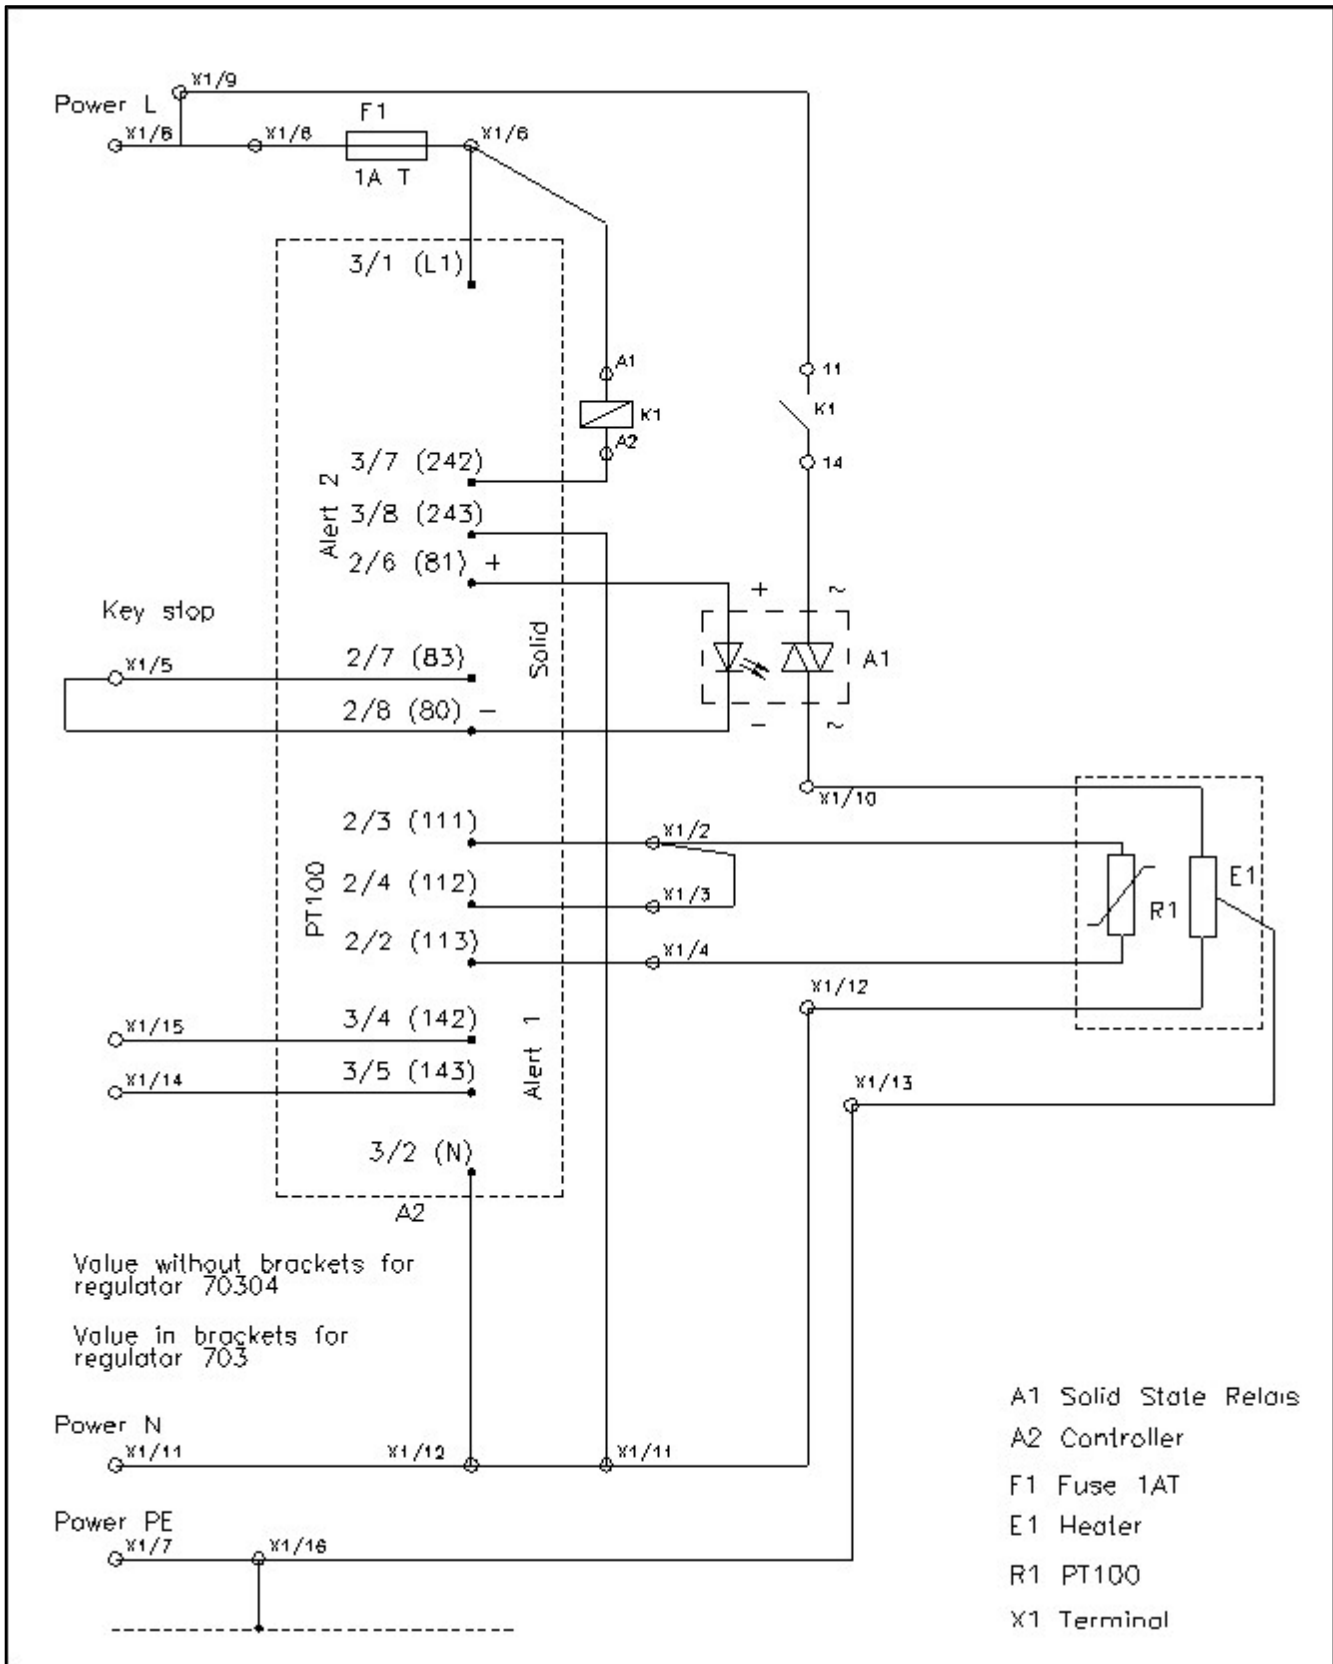 X1/9
Power L
F1
X1/8
X1/8
X1/6
1A T
3/1 (L1)
A1
11
K1
K1
A2
14
3/7 (242)
Alert 2
3/8 (243)
2/6 (81) +
+ ~
Key stop
Solid
X1/5
2/7 (83)
A1
2/8 (80) −
− ~
X1/10
2/3 (111)
X1/2
PT100
2/4 (112)
X1/3
E1
R1
2/2 (113)
X1/4
X1/12
3/4 (142)
X1/15
Alert 1
3/5 (143)
X1/14
X1/13
3/2 (N)
A2
Value without brackets for
regulator 70304
Value in brackets for
regulator 703
Power N
X1/11
X1/12
X1/11
Power PE
X1/7
X1/16
A1 Solid State Relais
A2 Controller
F1 Fuse 1AT
E1 Heater
R1 PT100
X1 Terminal